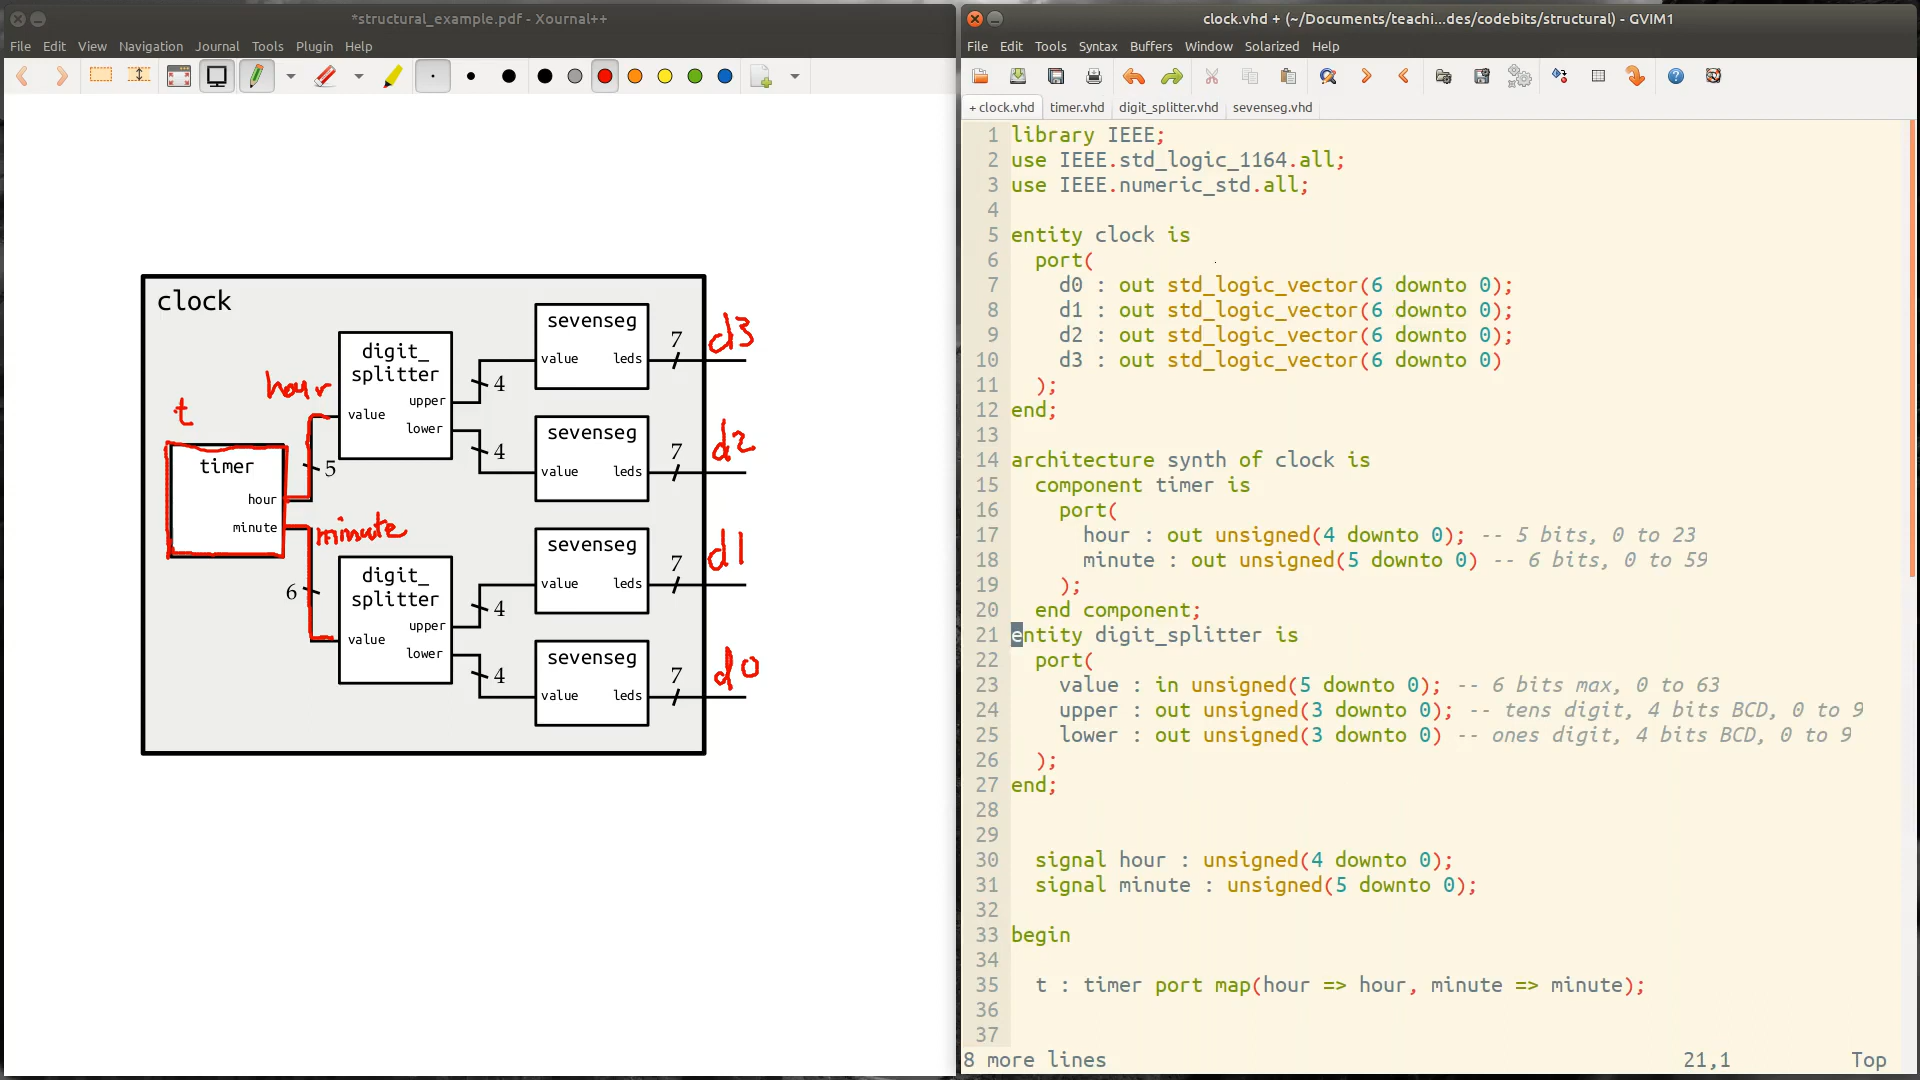 *structural_example.pdf - Xournal++
File Edit View Navigation Journal Tools Plugin Help
clock
t
timer
hour
minute
hour
5
minute
6
digit_
splitter
value
upper
lower
4
4
digit_
splitter
value
upper
lower
4
4
sevenseg
value leds
7
d3
sevenseg
value leds
7
d2
sevenseg
value leds
7
d1
sevenseg
value leds
7
d0
clock.vhd + (~/Documents/teachi...des/codebits/structural) - GVIM1
File Edit Tools Syntax Buffers Window Solarized Help
+ clock.vhd timer.vhd digit_splitter.vhd sevenseg.vhd
1 library IEEE;
2 use IEEE.std_logic_1164.all;
3 use IEEE.numeric_std.all;
4
5 entity clock is
6 port(
7 d0 : out std_logic_vector(6 downto 0);
8 d1 : out std_logic_vector(6 downto 0);
9 d2 : out std_logic_vector(6 downto 0);
10 d3 : out std_logic_vector(6 downto 0)
11 );
12 end;
13
14 architecture synth of clock is
15 component timer is
16 port(
17 hour : out unsigned(4 downto 0); -- 5 bits, 0 to 23
18 minute : out unsigned(5 downto 0) -- 6 bits, 0 to 59
19 );
20 end component;
21 entity digit_splitter is
22 port(
23 value : in unsigned(5 downto 0); -- 6 bits max, 0 to 63
24 upper : out unsigned(3 downto 0); -- tens digit, 4 bits BCD, 0 to 9
25 lower : out unsigned(3 downto 0) -- ones digit, 4 bits BCD, 0 to 9
26 );
27 end;
28
29
30 signal hour : unsigned(4 downto 0);
31 signal minute : unsigned(5 downto 0);
32
33 begin
34
35 t : timer port map(hour => hour, minute => minute);
36
37
8 more lines 21,1 Top